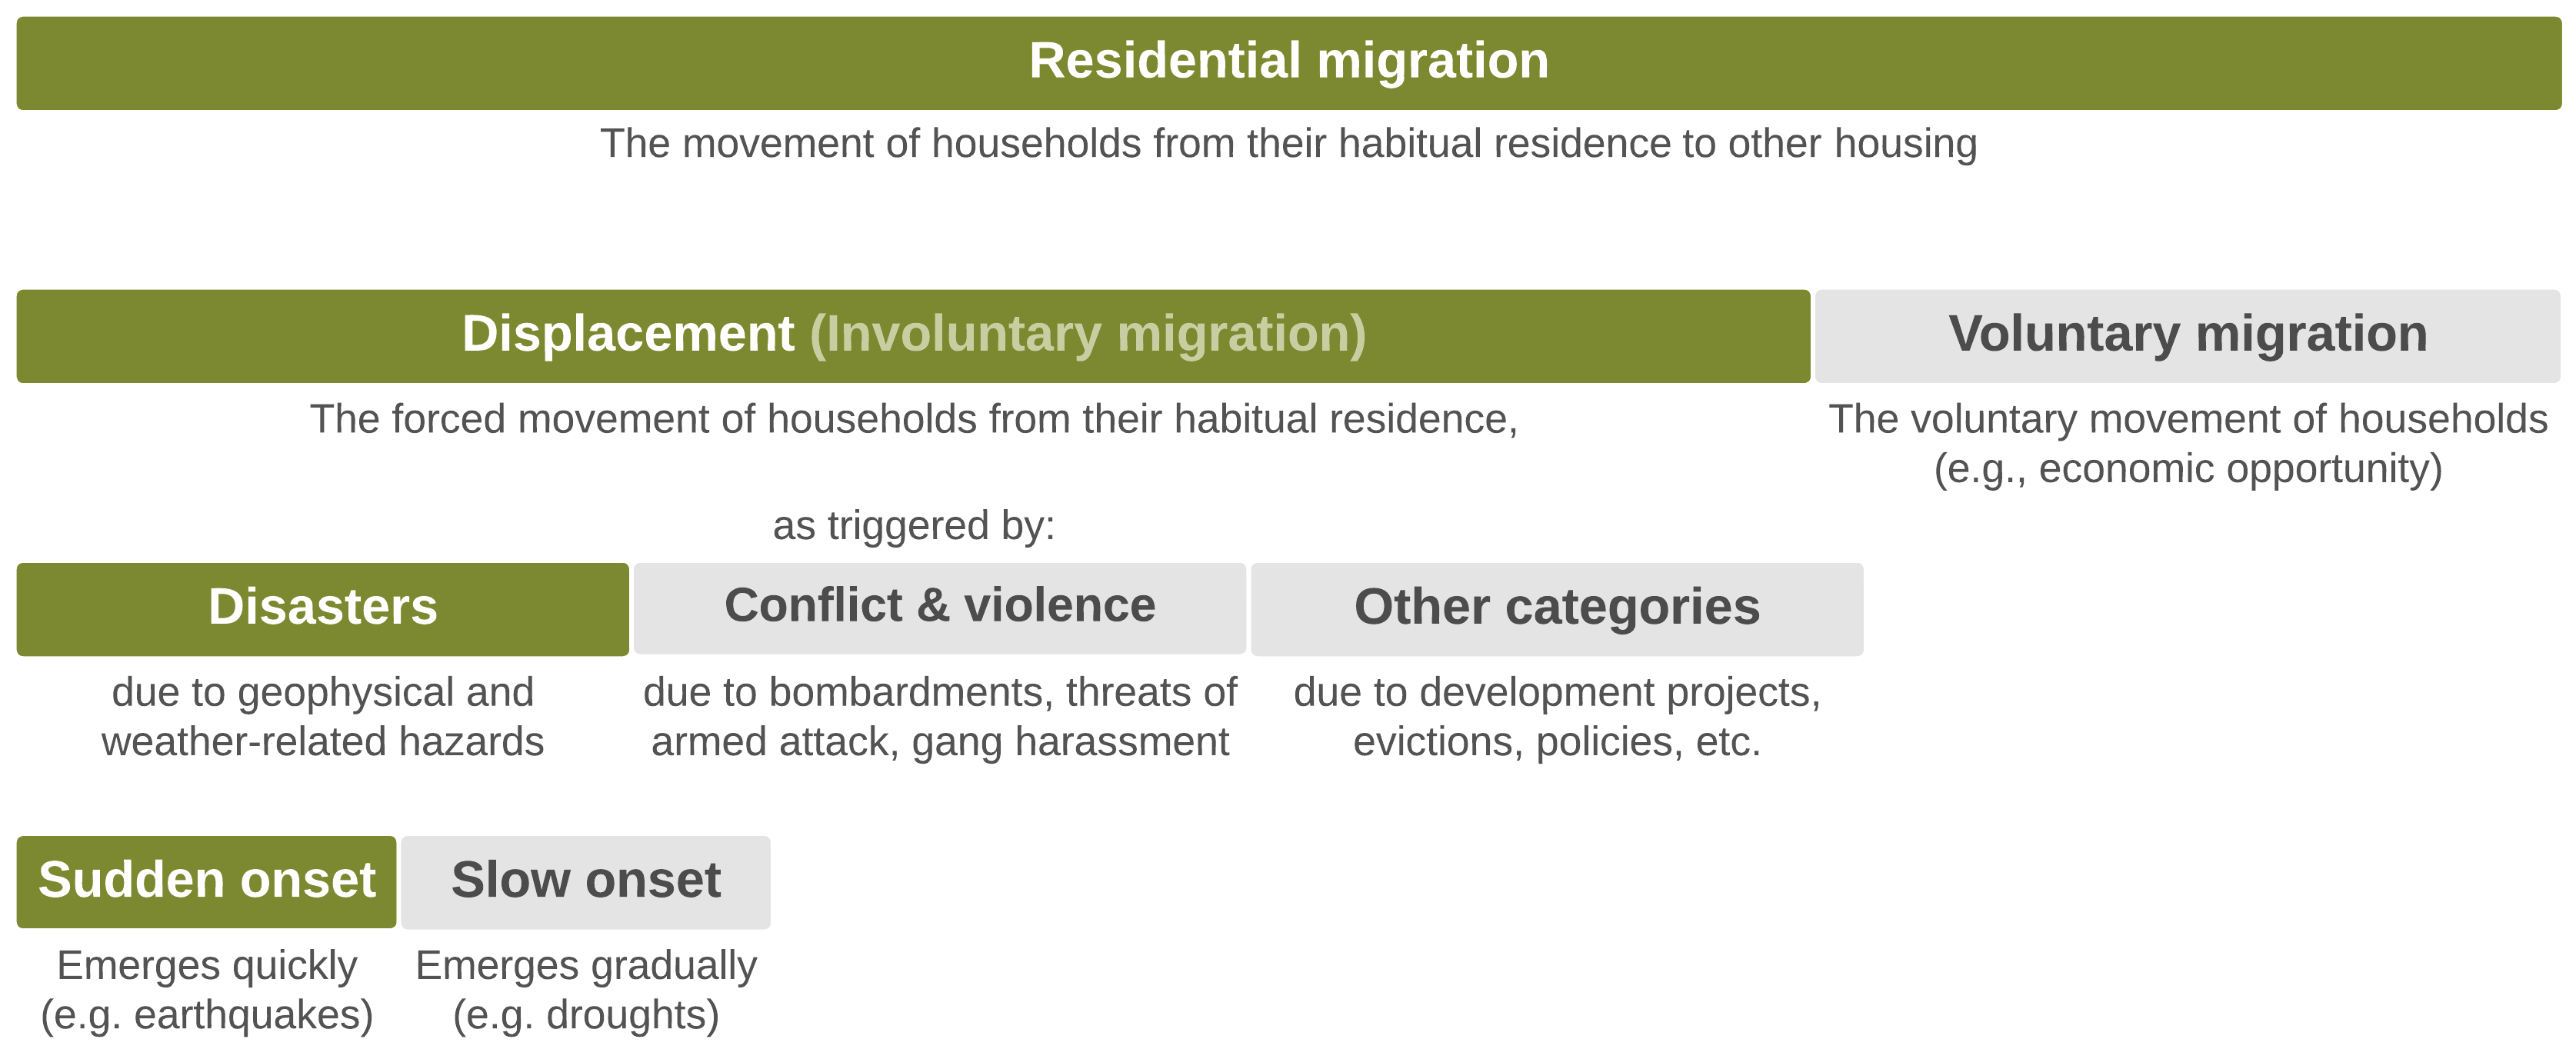 Residential migration
The movement of households from their habitual residence to other housing
Displacement (Involuntary migration)
The forced movement of households from their habitual residence,
as triggered by:
Voluntary migration
The voluntary movement of households
(e.g., economic opportunity)
Disasters
due to geophysical and
weather-related hazards
Conflict & violence
due to bombardments, threats of
armed attack, gang harassment
Other categories
due to development projects,
evictions, policies, etc.
Sudden onset
Emerges quickly
(e.g. earthquakes)
Slow onset
Emerges gradually
(e.g. droughts)